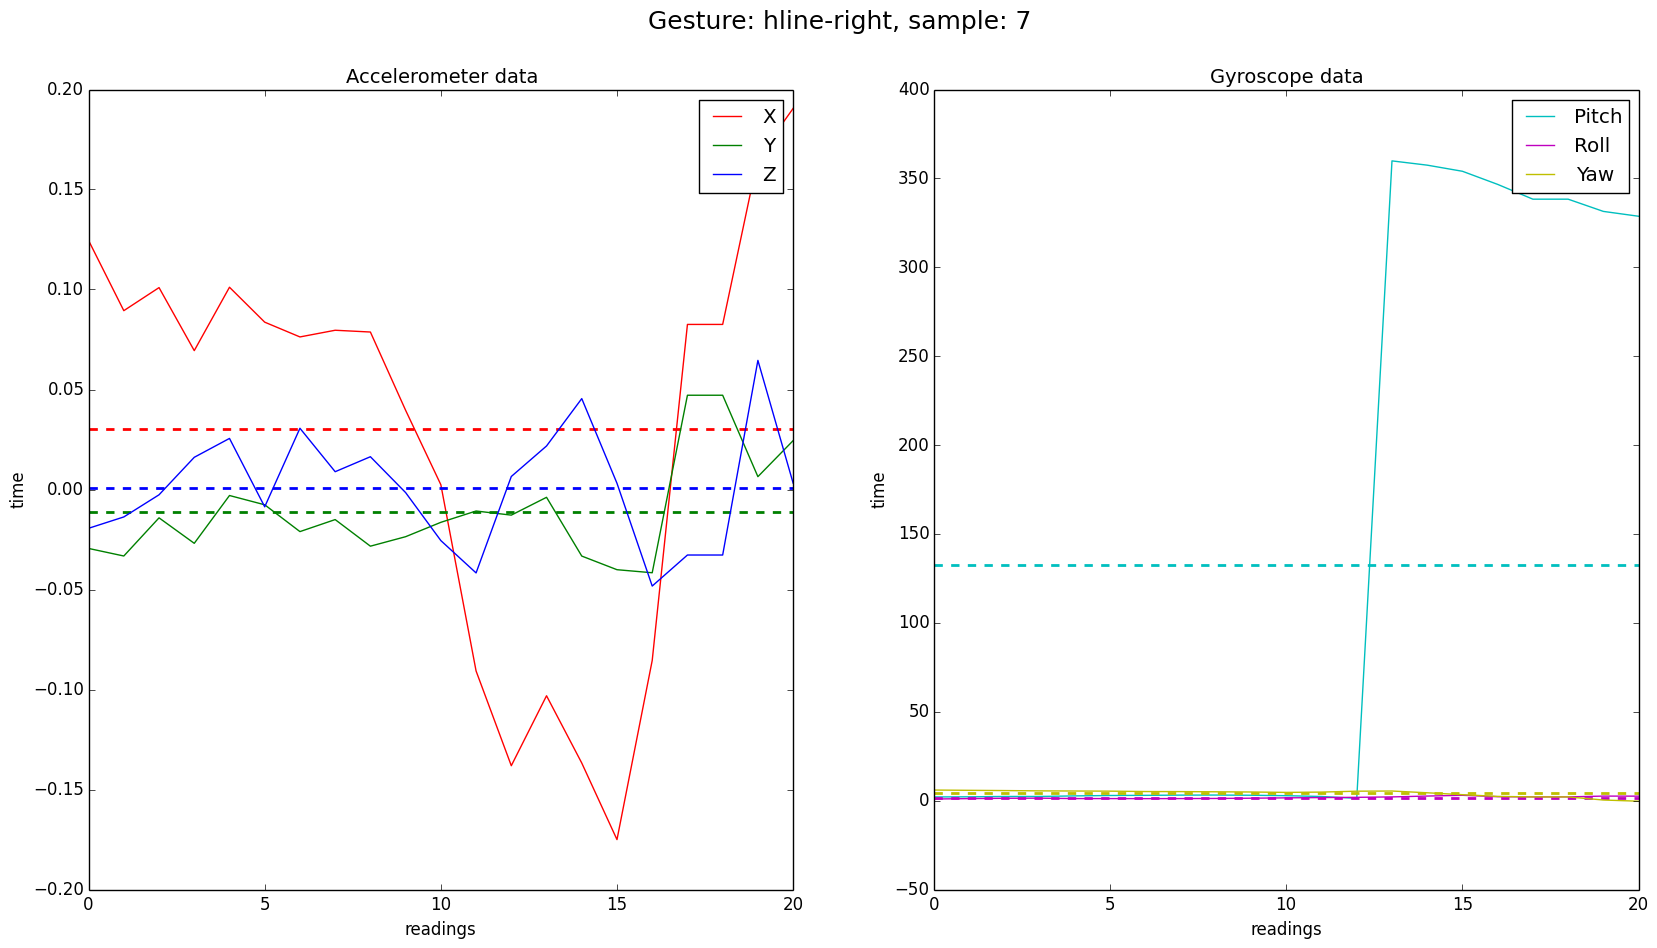 Gesture: hline-right, sample: 7
Accelerometer data
0.20
0.15
0.10
0.05
0.00
−0.05
−0.10
−0.15
−0.20
time
0
5
10
15
20
readings
X
Y
Z
Gyroscope data
400
350
300
250
200
150
100
50
0
−50
time
0
5
10
15
20
readings
Pitch
Roll
Yaw